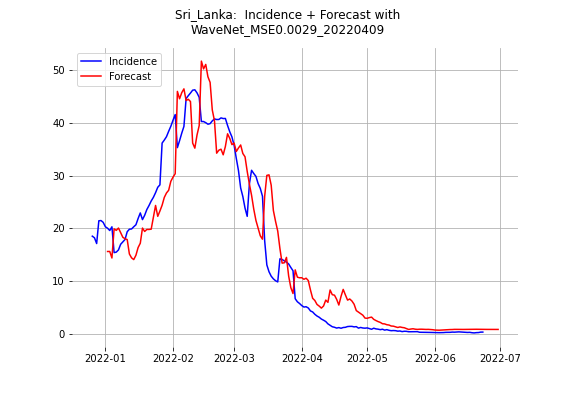 Sri_Lanka:  Incidence + Forecast with
WaveNet_MSE0.0029_20220409
Incidence
Forecast
50
40
30
20
10
0
2022-01 2022-02 2022-03 2022-04 2022-05 2022-06 2022-07